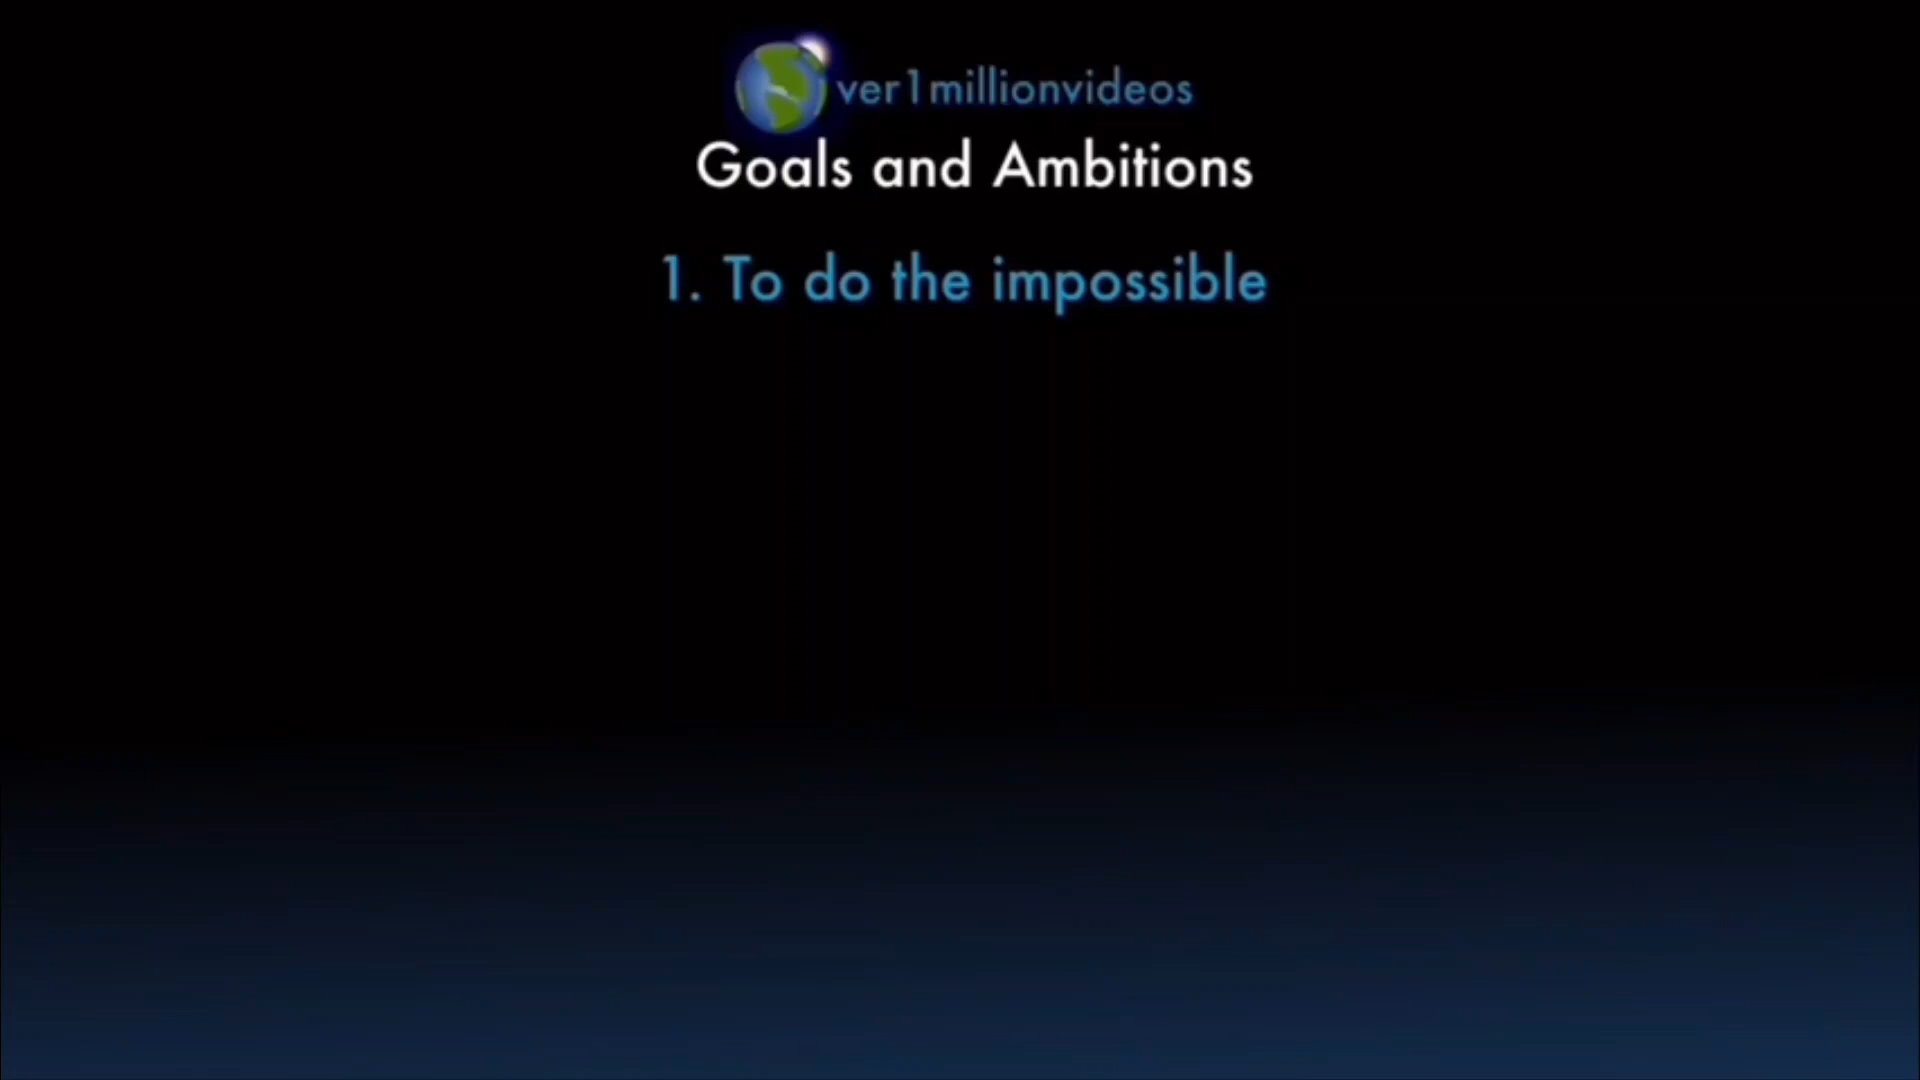 ver1millionvideos
Goals and Ambitions
1. To do the impossible